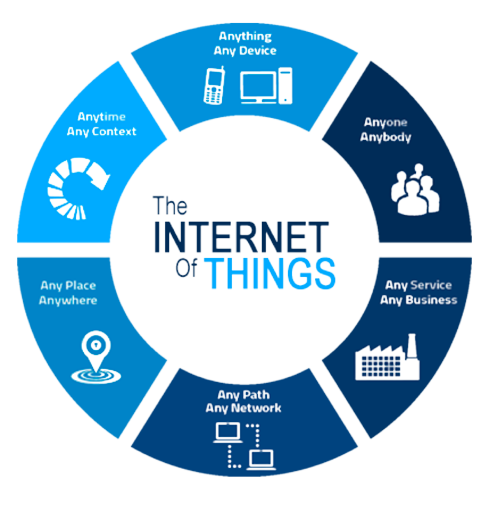 Anything
Any Device
Anyone
Anybody
Any Service
Any Business
Any Path
Any Network
Any Place
Anywhere
Anytime
Any Context
The
INTERNET
Of THINGS